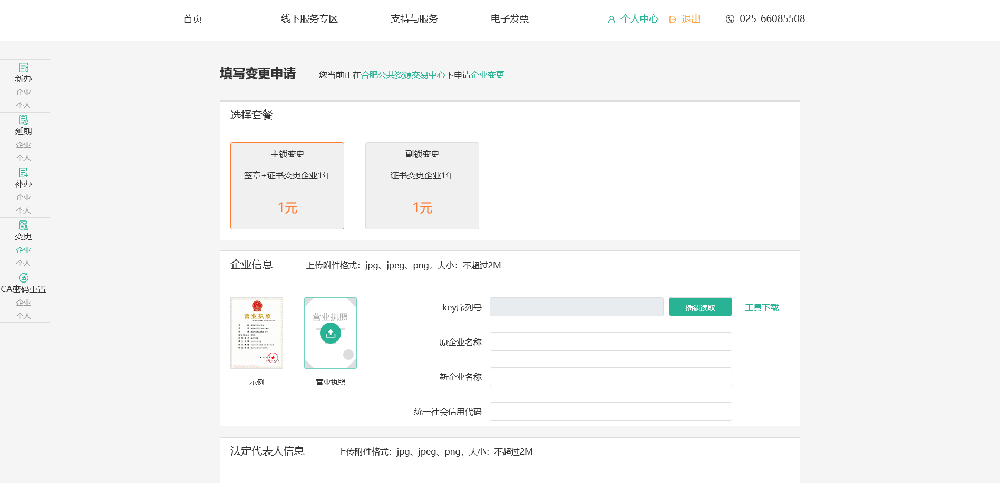 首页 线下服务专区 支持与服务 电子发票 个人中心 退出 025-66085508
新办
企业
个人
延期
企业
个人
补办
企业
个人
变更
企业
个人
CA密码重置
企业
个人
填写变更申请 您当前正在合肥公共资源交易中心下申请企业变更
选择套餐
主锁变更
签章+证书变更企业1年
1元
副锁变更
证书变更企业1年
1元
企业信息 上传附件格式：jpg、jpeg、png，大小：不超过2M
营业执照
示例
营业执照
营业执照
key序列号 插锁读取 工具下载
原企业名称
新企业名称
统一社会信用代码
法定代表人信息 上传附件格式：jpg、jpeg、png，大小：不超过2M